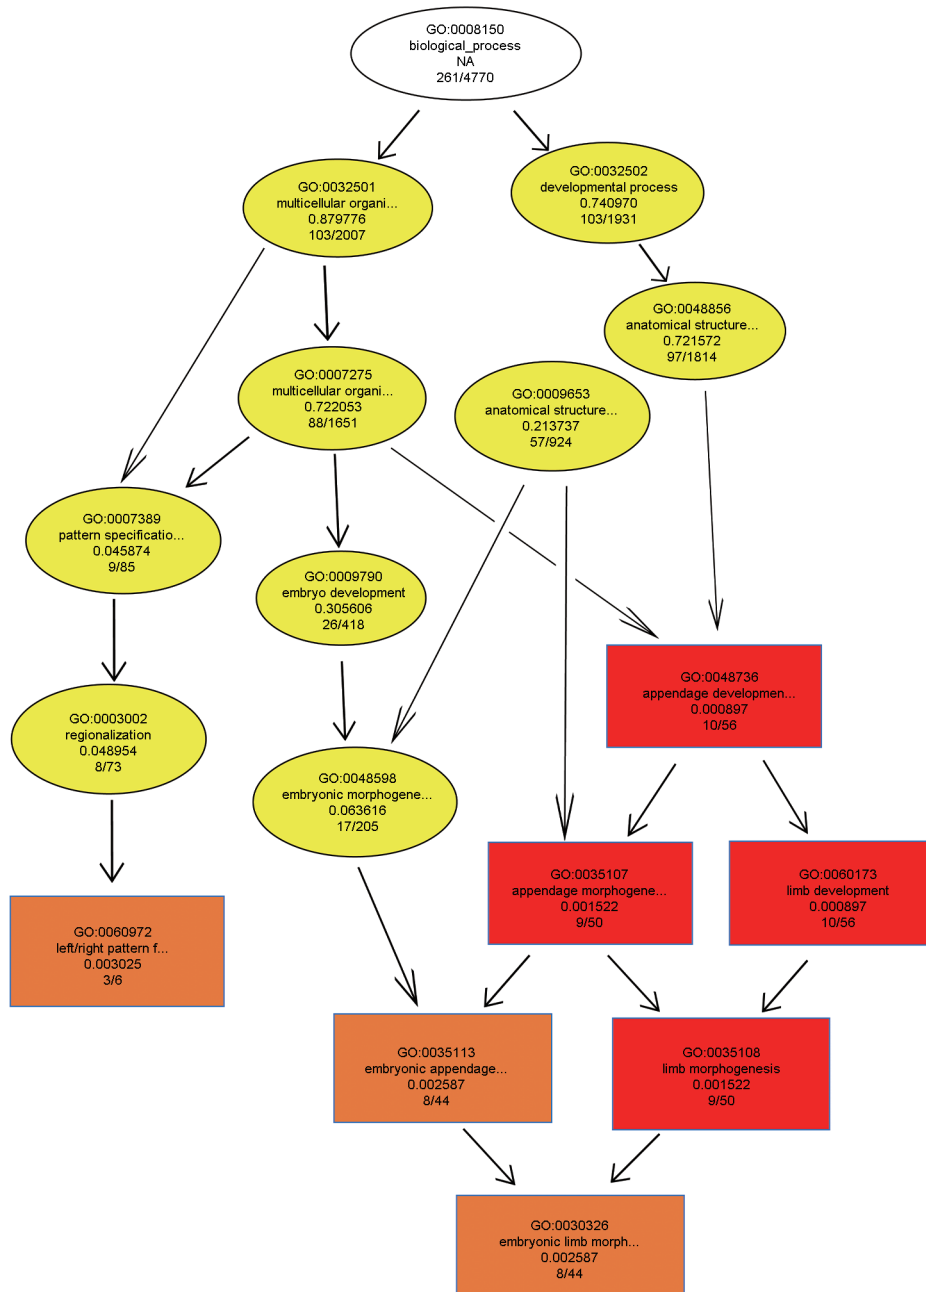 GO:0008150
biological_process
NA
261/4770
GO:0032501
multicellular organi...
0.879776
103/2007
GO:0032502
developmental process
0.740970
103/1931
GO:0048856
anatomical structure...
0.721572
97/1814
GO:0007275
multicellular organi...
0.722053
88/1651
GO:0009653
anatomical structure...
0.213737
57/924
GO:0007389
pattern specificatio...
0.045874
9/85
GO:0009790
embryo development
0.305606
26/418
GO:0048736
appendage developmen...
0.000897
10/56
GO:0003002
regionalization
0.048954
8/73
GO:0048598
embryonic morphogene...
0.063616
17/205
GO:0035107
appendage morphogene...
0.001522
9/50
GO:0060173
limb development
0.000897
10/56
GO:0060972
left/right pattern f...
0.003025
3/6
GO:0035113
embryonic appendage...
0.002587
8/44
GO:0035108
limb morphogenesis
0.001522
9/50
GO:0030326
embryonic limb morph...
0.002587
8/44